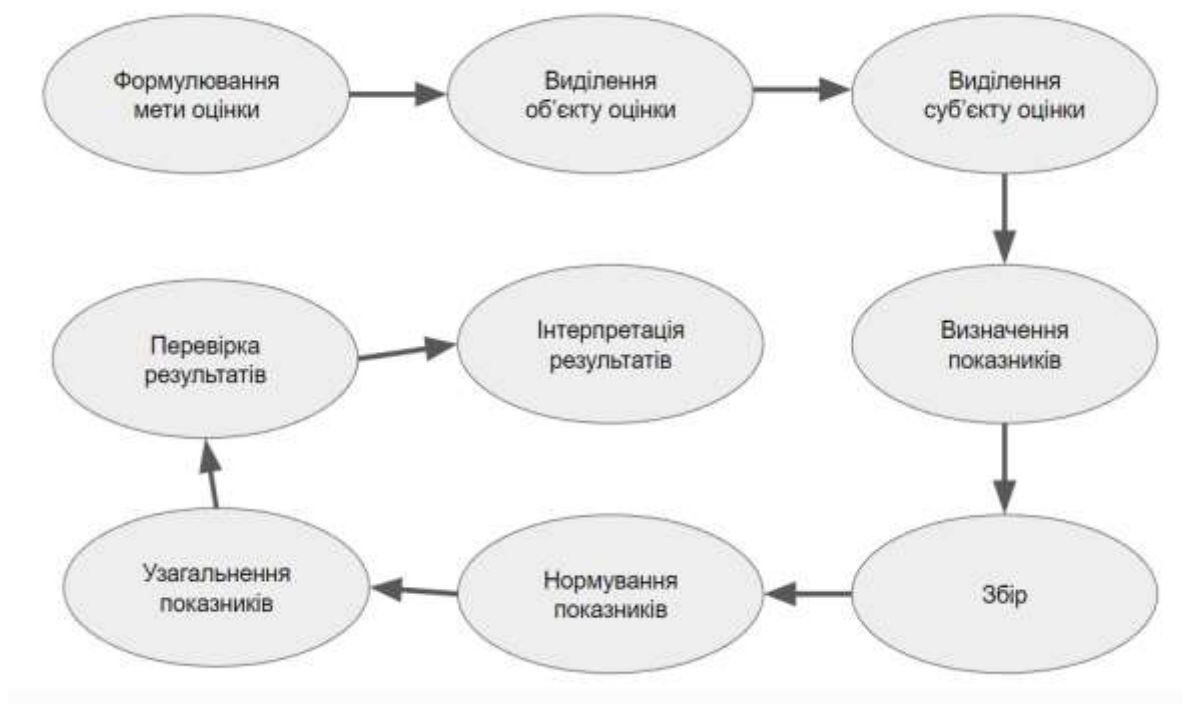 Формулювання
мети оцінки
Виділення
об’єкту оцінки
Виділення
суб’єкту оцінки
Визначення
показників
Збір
Нормування
показників
Узагальнення
показників
Перевірка
результатів
Інтерпретація
результатів